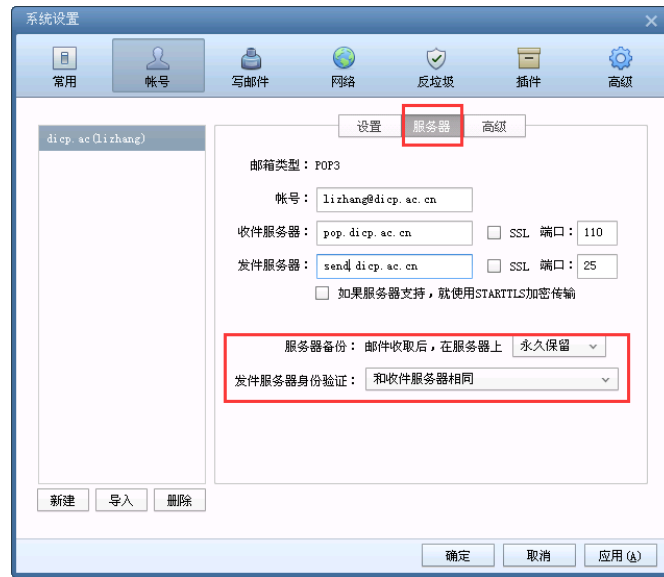 系统设置
常用 帐号 写邮件 网络 反垃圾 插件 高级
设置 服务器 高级
dicp.ac(lizhang)
邮箱类型： POP3
帐号： lizhang@dicp.ac.cn
收件服务器： pop.dicp.ac.cn SSL 端口： 110
发件服务器： send.dicp.ac.cn SSL 端口： 25
如果服务器支持，就使用STARTTLS加密传输
服务器备份： 邮件收取后，在服务器上 永久保留
发件服务器身份验证： 和收件服务器相同
新建 导入 删除
确定 取消 应用(A)